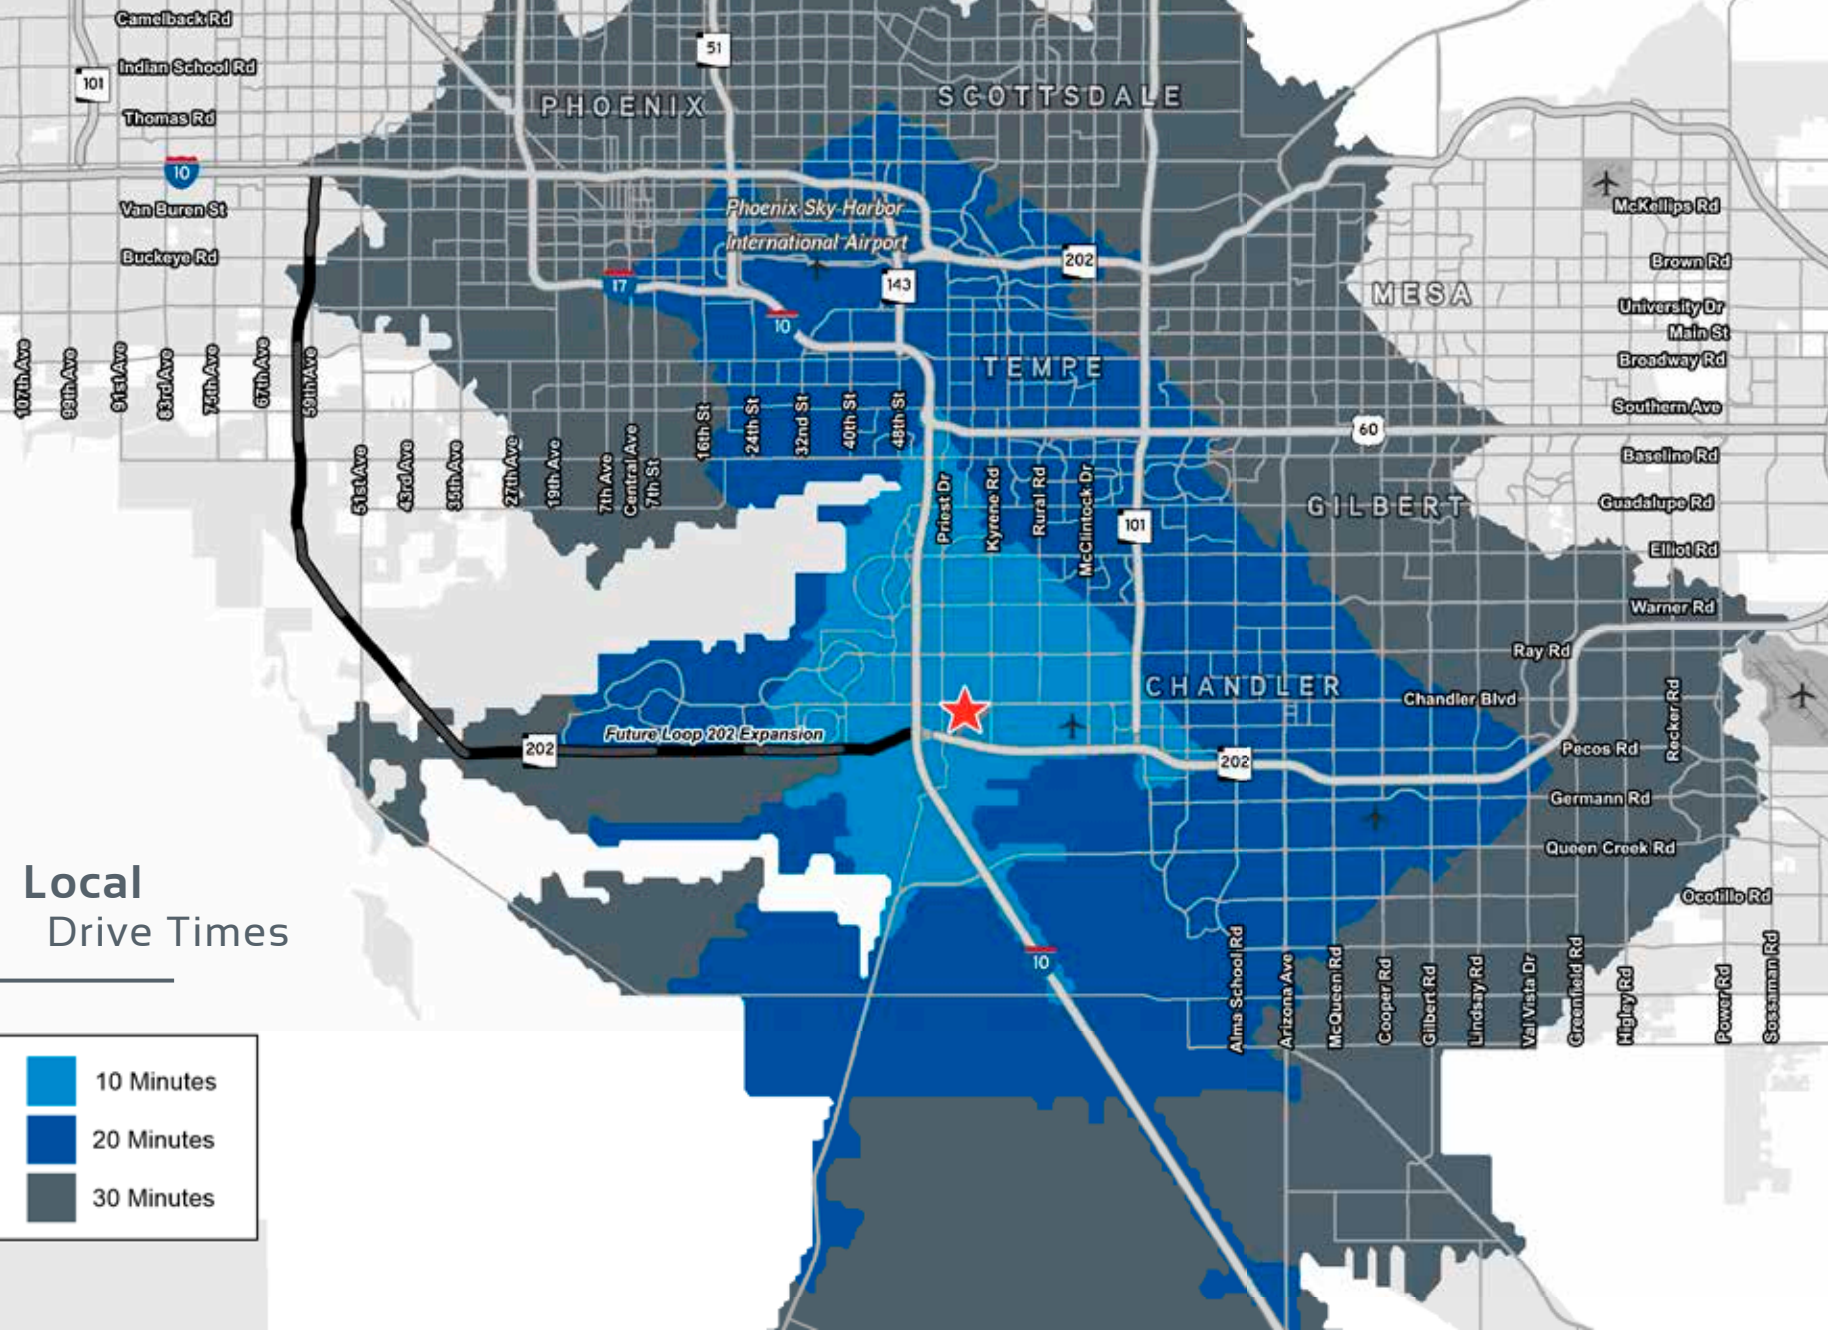 Camelback Rd
Indian School Rd
101
Thomas Rd
10
Van Buren St
Buckeye Rd
51
PHOENIX
SCOTTSDALE
Phoenix Sky Harbor
International Airport
202
143
17
10
McKellips Rd
Brown Rd
MESA
University Dr
Main St
Broadway Rd
TEMPE
107th Ave
99th Ave
91st Ave
83rd Ave
75th Ave
67th Ave
59th Ave
51st Ave
43rd Ave
35th Ave
27th Ave
19th Ave
7th Ave
Central Ave
7th St
16th St
24th St
32nd St
40th St
48th St
Southern Ave
60
Baseline Rd
Guadalupe Rd
GILBERT
Priest Dr
Kyrene Rd
Rural Rd
McClintock Dr
101
Elliot Rd
Warner Rd
Ray Rd
CHANDLER
Chandler Blvd
Recker Rd
Future Loop 202 Expansion
202
202
Pecos Rd
Germann Rd
Queen Creek Rd
Ocotillo Rd
10
Alma School Rd
Arizona Ave
McQueen Rd
Cooper Rd
Gilbert Rd
Lindsay Rd
Val Vista Dr
Greenfield Rd
Higley Rd
Power Rd
Sossaman Rd
Local
Drive Times
10 Minutes
20 Minutes
30 Minutes